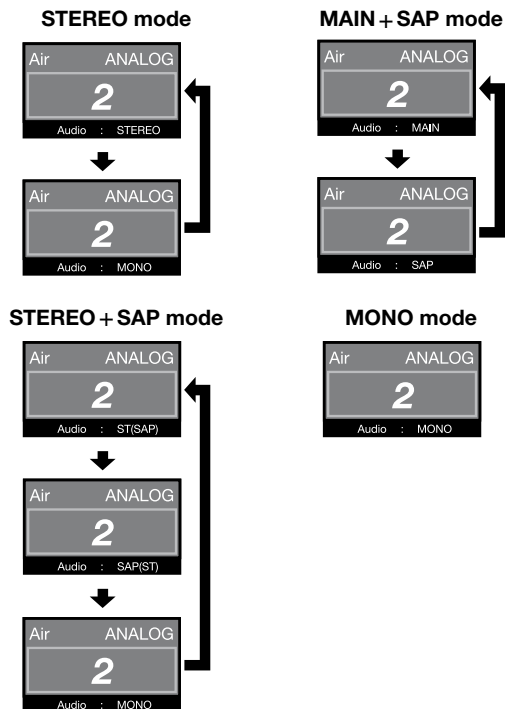 STEREO mode
Air ANALOG
2
Audio : STEREO
Air ANALOG
2
Audio : MONO
MAIN + SAP mode
Air ANALOG
2
Audio : MAIN
Air ANALOG
2
Audio : SAP
STEREO + SAP mode
Air ANALOG
2
Audio : ST(SAP)
Air ANALOG
2
Audio : SAP(ST)
Air ANALOG
2
Audio : MONO
MONO mode
Air ANALOG
2
Audio : MONO